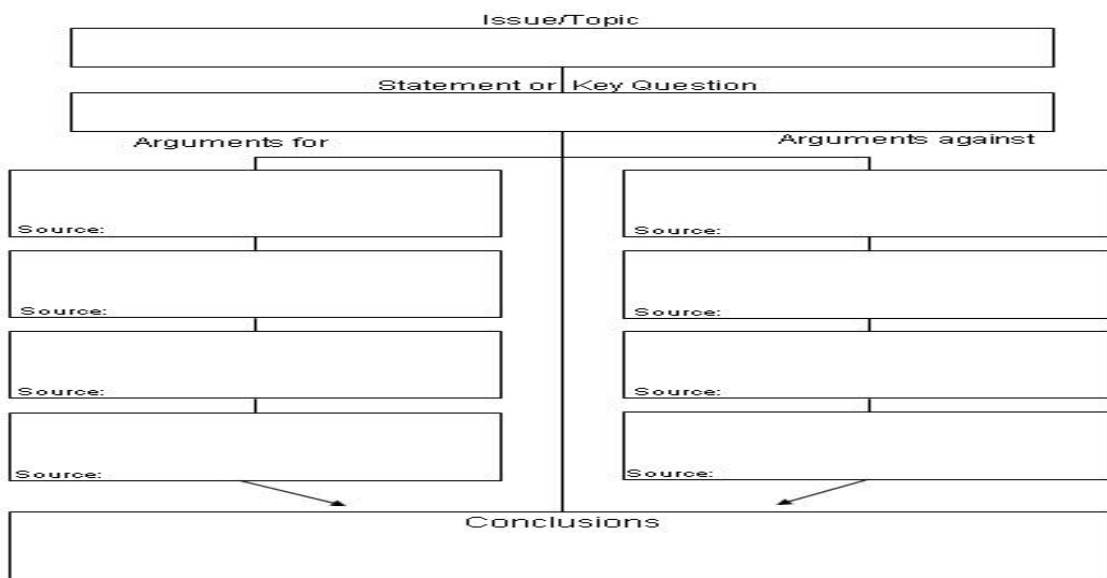 Issue/Topic
Statement or Key Question
Arguments for
Arguments against
Source:
Source:
Source:
Source:
Source:
Source:
Source:
Source:
Conclusions